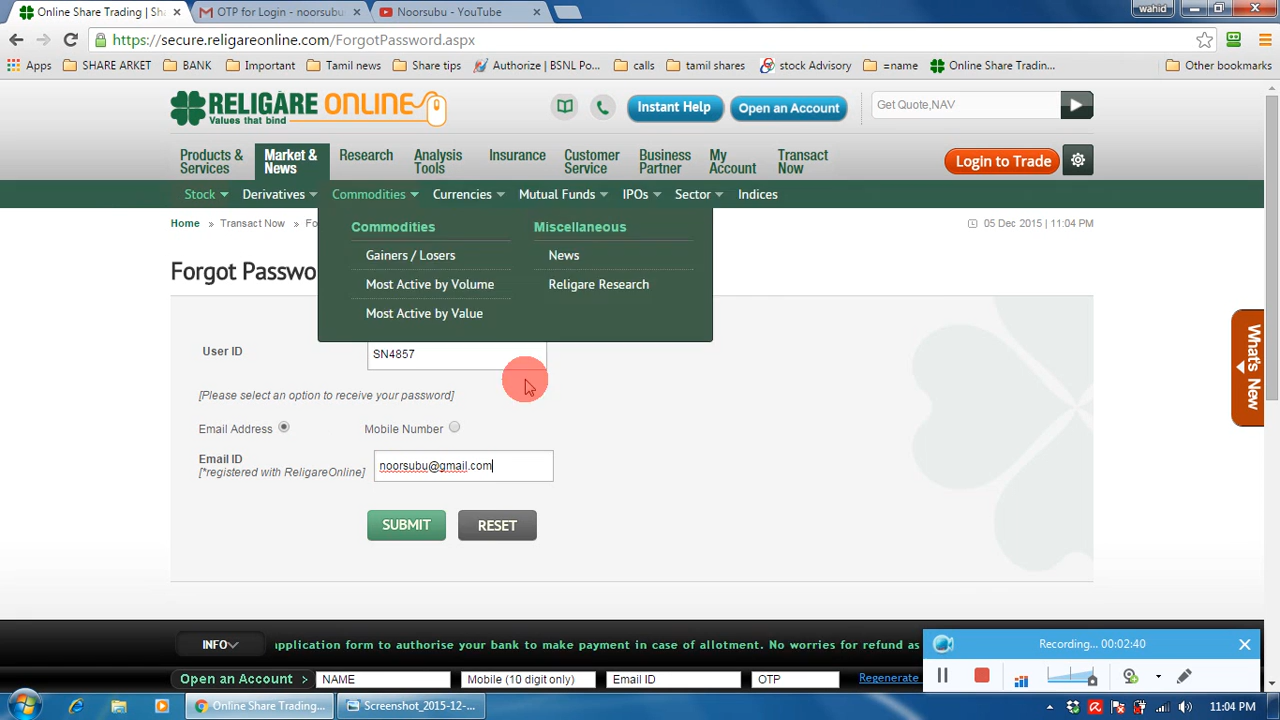 Online Share Trading | Sha
OTP for Login - noorsubu
Noorsubu - YouTube
wahid
https://secure.religareonline.com/ForgotPassword.aspx
Apps
SHARE ARKET
BANK
Important
Tamil news
Share tips
Authorize | BSNL Po...
calls
tamil shares
stock Advisory
=name
Online Share Tradin...
Other bookmarks
RELIGARE ONLINE
Values that bind
Instant Help
Open an Account
Get Quote,NAV
Products & Services
Market & News
Research
Analysis Tools
Insurance
Customer Service
Business Partner
My Account
Transact Now
Login to Trade
Stock
Derivatives
Commodities
Currencies
Mutual Funds
IPOs
Sector
Indices
Home » Transact Now » Fo
05 Dec 2015 | 11:04 PM
Commodities
Miscellaneous
Gainers / Losers
News
Most Active by Volume
Religare Research
Most Active by Value
Forgot Passwo
User ID
SN4857
[Please select an option to receive your password]
Email Address
Mobile Number
Email ID
[*registered with ReligareOnline]
noorsubu@gmail.com
SUBMIT
RESET
What's New
INFO
application form to authorise your bank to make payment in case of allotment. No worries for refund as
Open an Account >
NAME
Mobile (10 digit only)
Email ID
OTP
Regenerate
Recording... 00:02:40
Online Share Tradin...
Screenshot_2015-12-...
11:04 PM